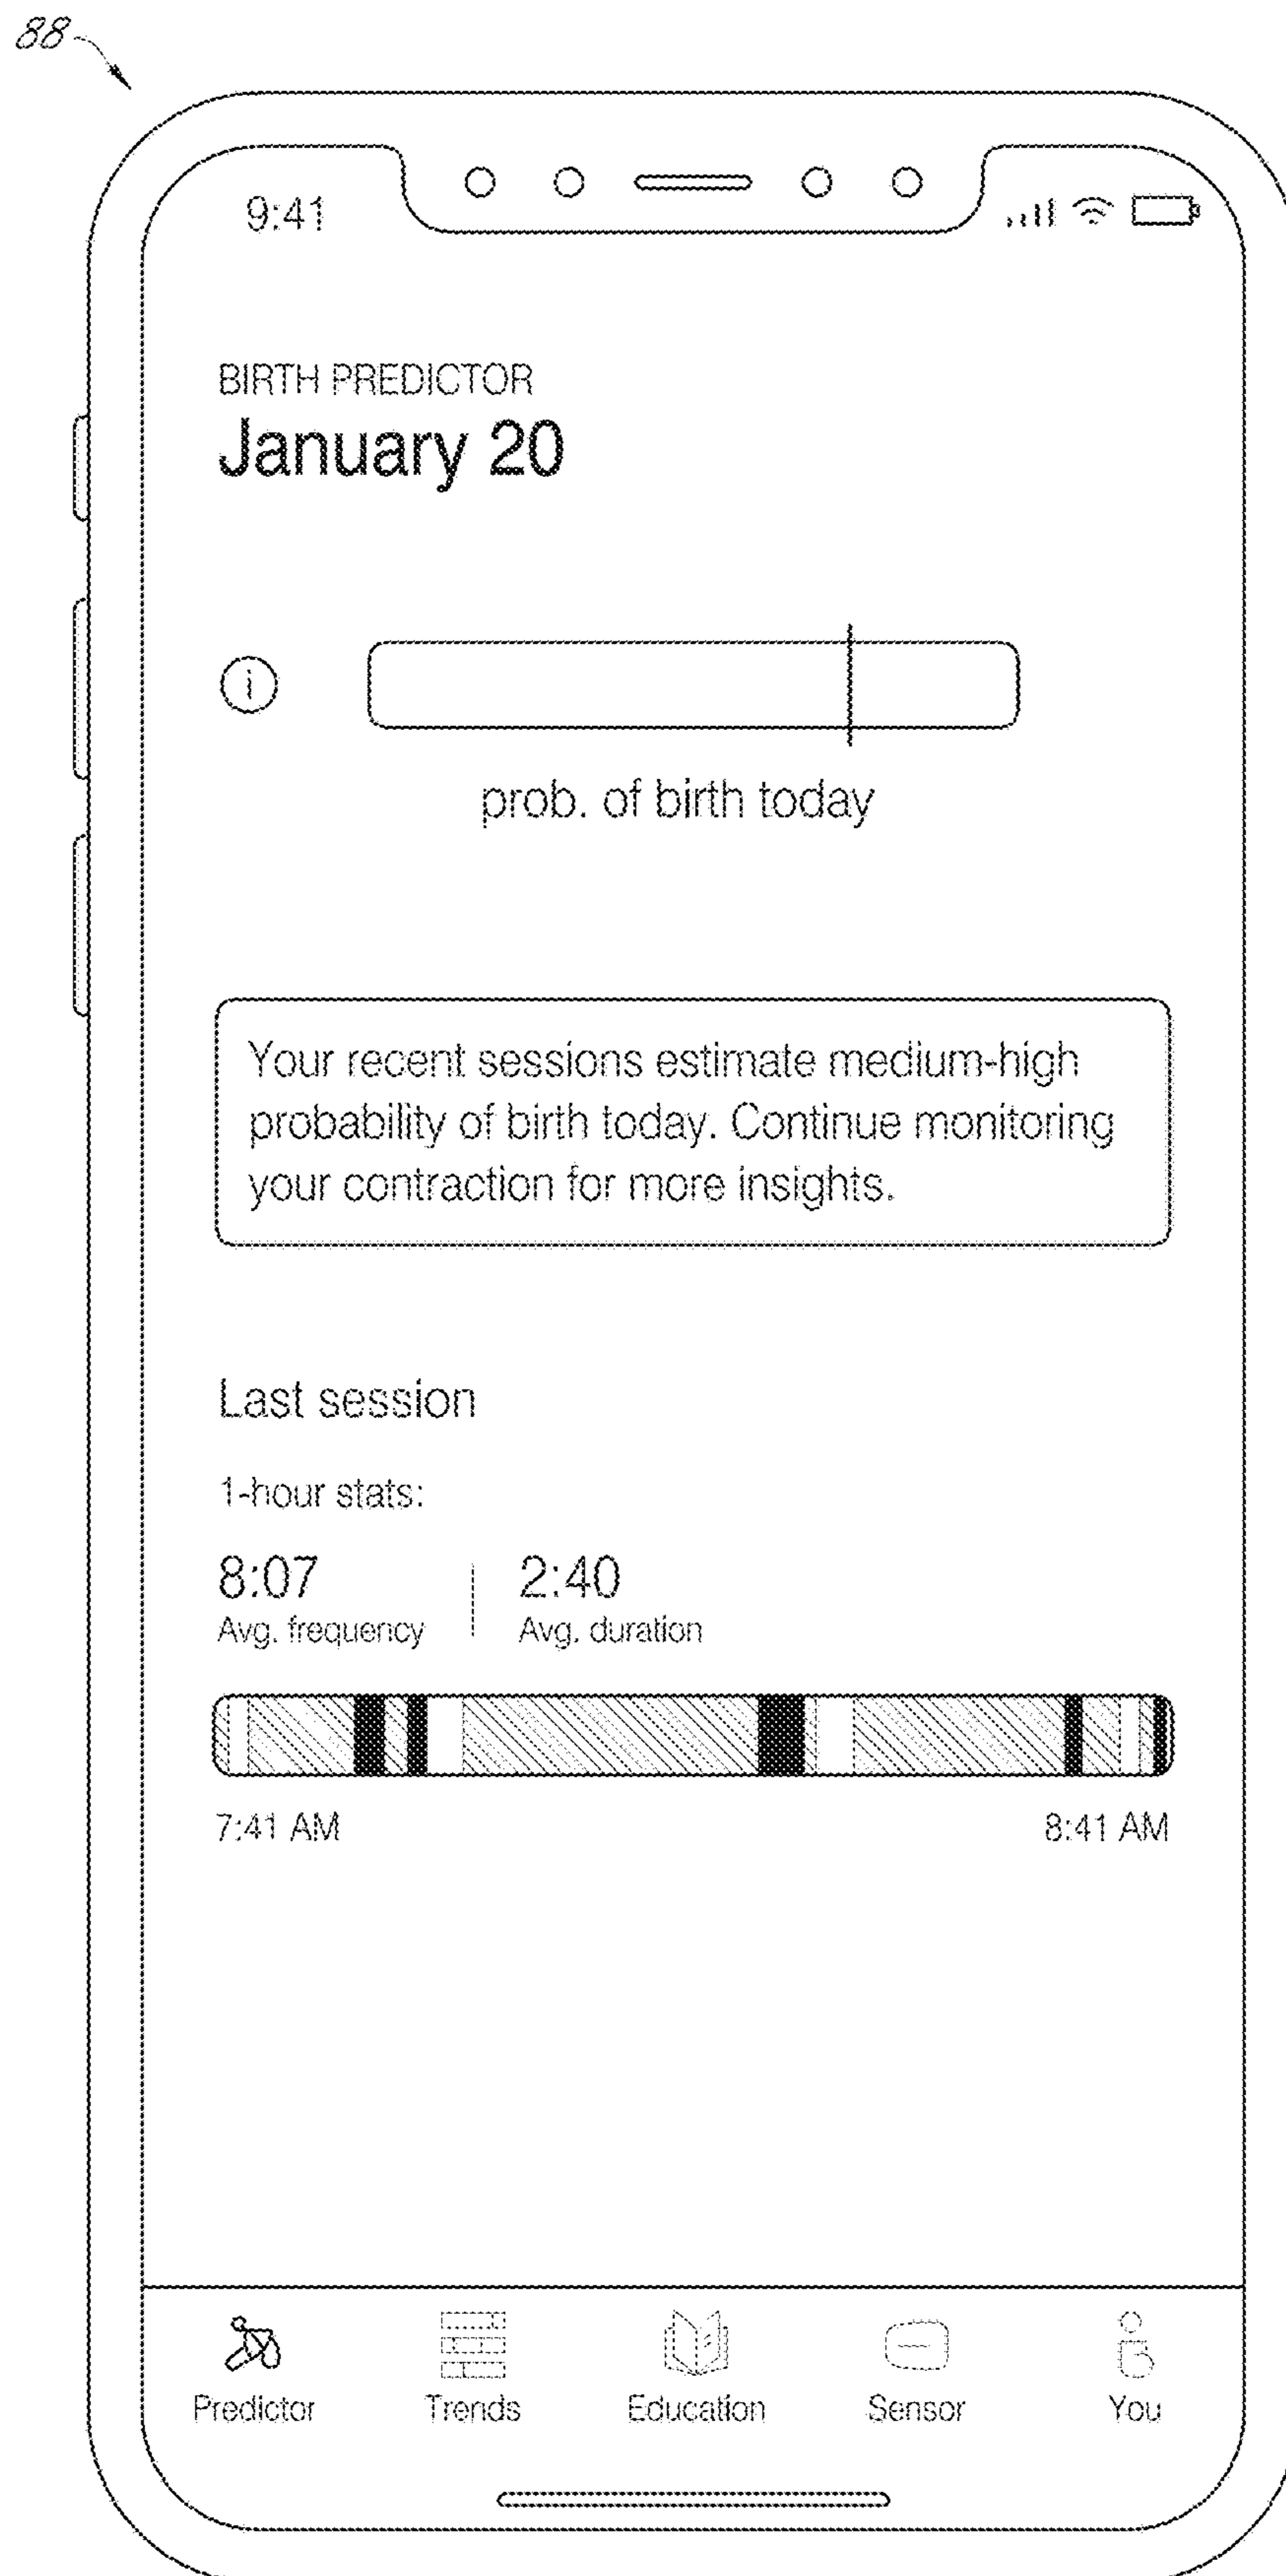 88
9:41
BIRTH PREDICTOR
January 20
i
prob. of birth today
Your recent sessions estimate medium-high
probability of birth today. Continue monitoring
your contraction for more insights.
Last session
1-hour stats:
8:07 2:40
Avg. frequency Avg. duration
7:41 AM 8:41 AM
Predictor Trends Education Sensor You